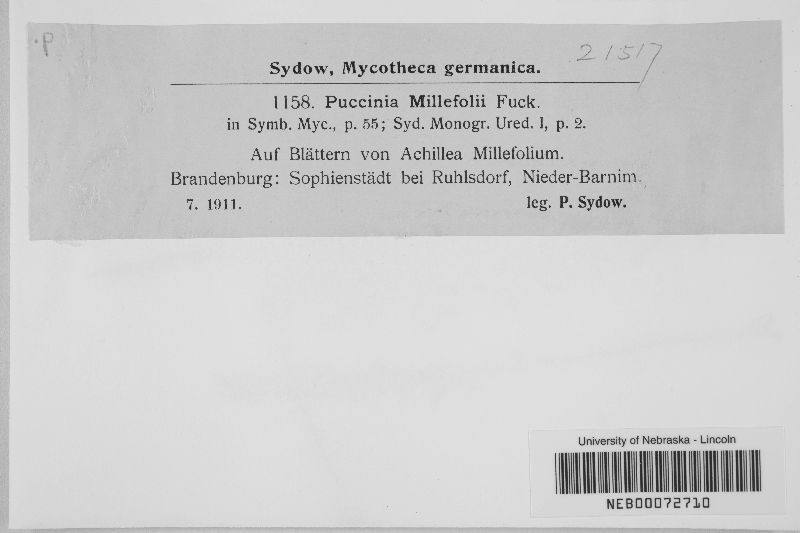 P
21517
Sydow, Mycotheca germanica.
1158. Puccinia Millefolii Fuck.
in Symb. Myc., p. 55; Syd. Monogr. Ured. I, p. 2.
Auf Blättern von Achillea Millefolium.
Brandenburg: Sophienstädt bei Ruhlsdorf, Nieder-Barnim.
7. 1911. leg. P. Sydow.
University of Nebraska - Lincoln
NEB00072710